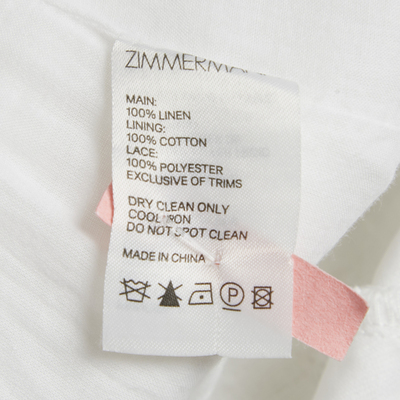 ZIMMERMANN
MAIN:
100% LINEN
LINING:
100% COTTON
LACE:
100% POLYESTER
EXCLUSIVE OF TRIMS
DRY CLEAN ONLY
COOL IRON
DO NOT SPOT CLEAN
MADE IN CHINA
P